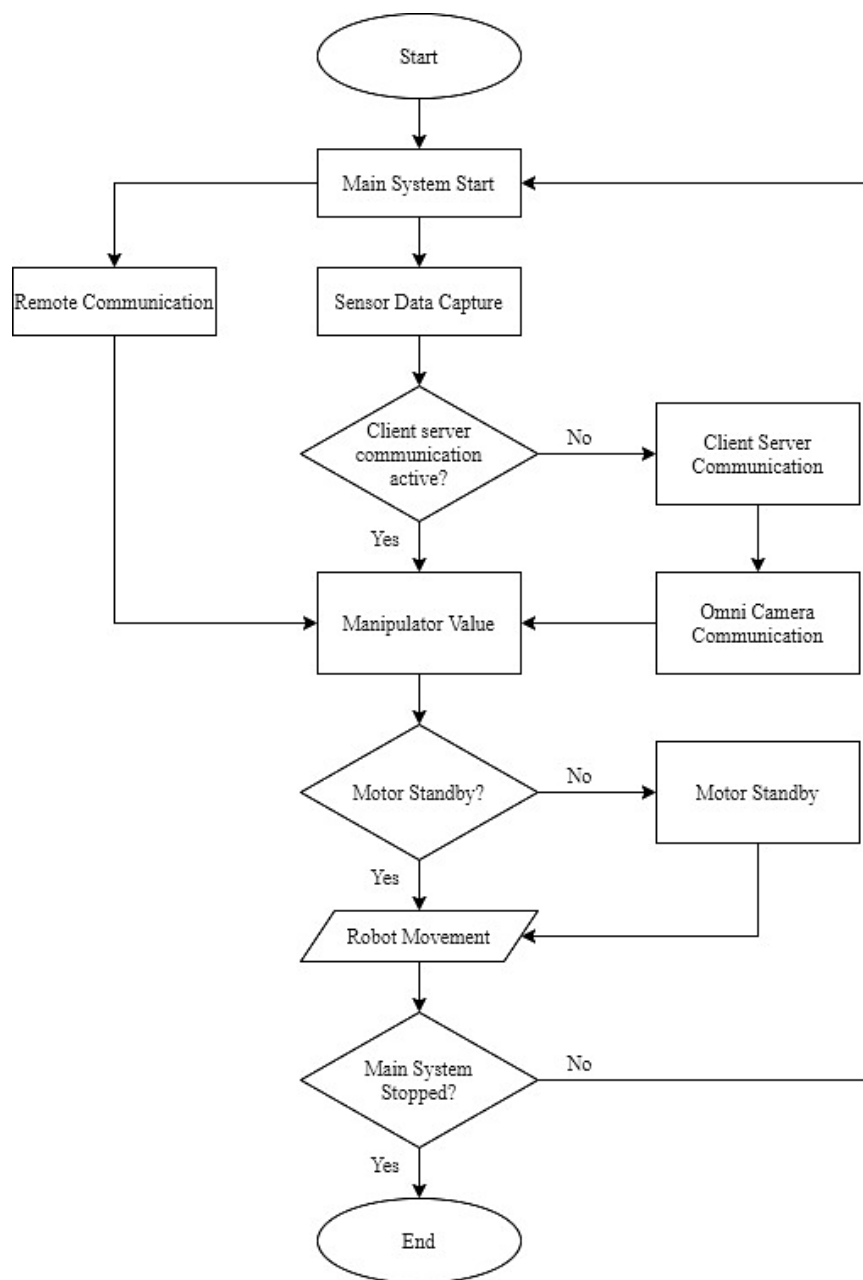 Start
Main System Start
Remote Communication
Sensor Data Capture
Client server
communication
active?
No
Client Server
Communication
Yes
Manipulator Value
Omni Camera
Communication
Motor Standby?
No
Motor Standby
Yes
Robot Movement
Main System
Stopped?
No
Yes
End